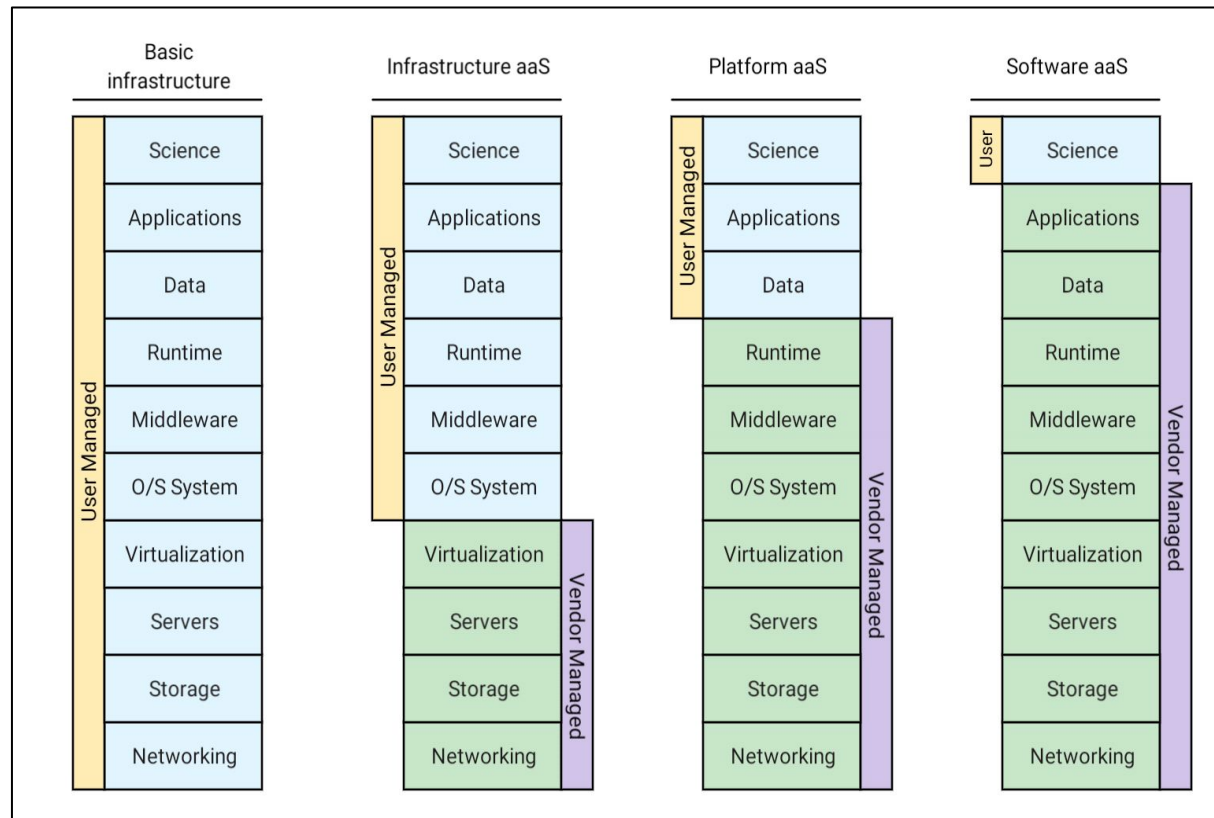 Basic
infrastructure
User Managed
Science
Applications
Data
Runtime
Middleware
O/S System
Virtualization
Servers
Storage
Networking
Infrastructure aaS
User Managed
Science
Applications
Data
Runtime
Middleware
O/S System
Virtualization
Servers
Storage
Networking
Vendor Managed
Platform aaS
User Managed
Science
Applications
Data
Runtime
Middleware
O/S System
Virtualization
Servers
Storage
Networking
Vendor Managed
Software aaS
User
Science
Applications
Data
Runtime
Middleware
O/S System
Virtualization
Servers
Storage
Networking
Vendor Managed